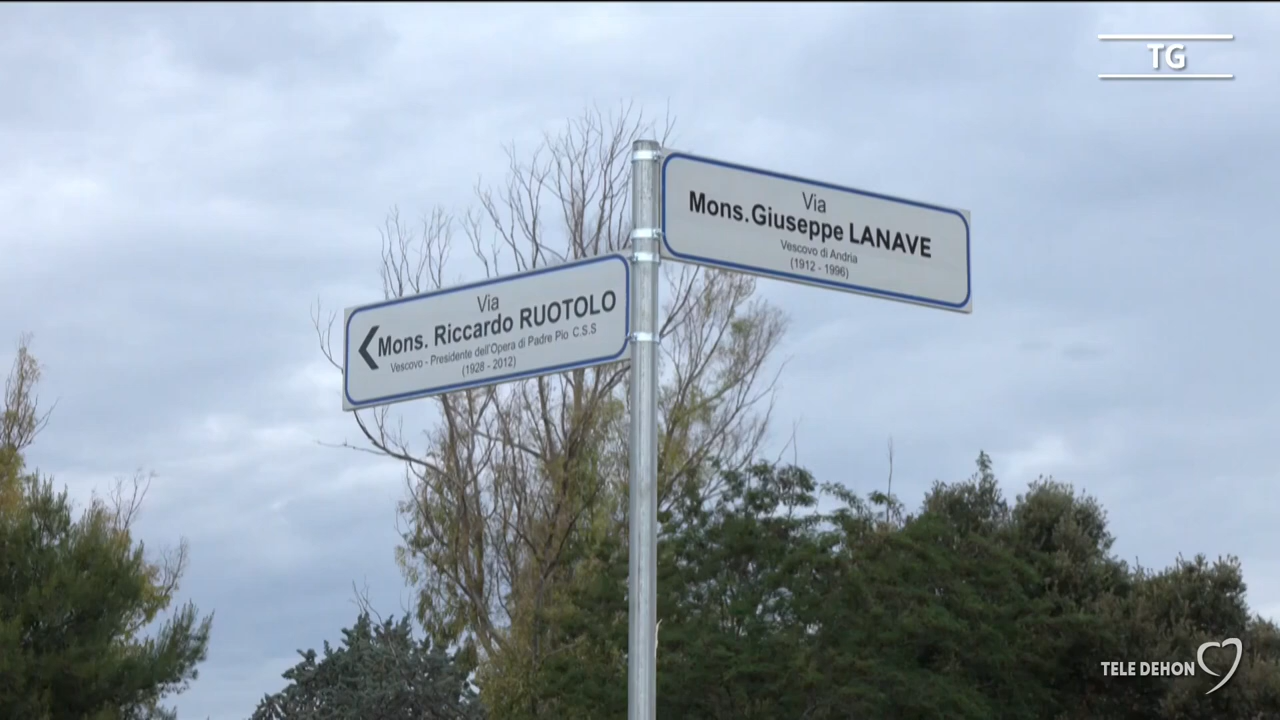 TG
Via
Mons.Giuseppe LANAVE
Vescovo di Andria
(1912 - 1996)
Via
Mons. Riccardo RUOTOLO
Vescovo - Presidente dell'Opera di Padre Pio C.S.S
(1928 - 2012)
TELE DEHON